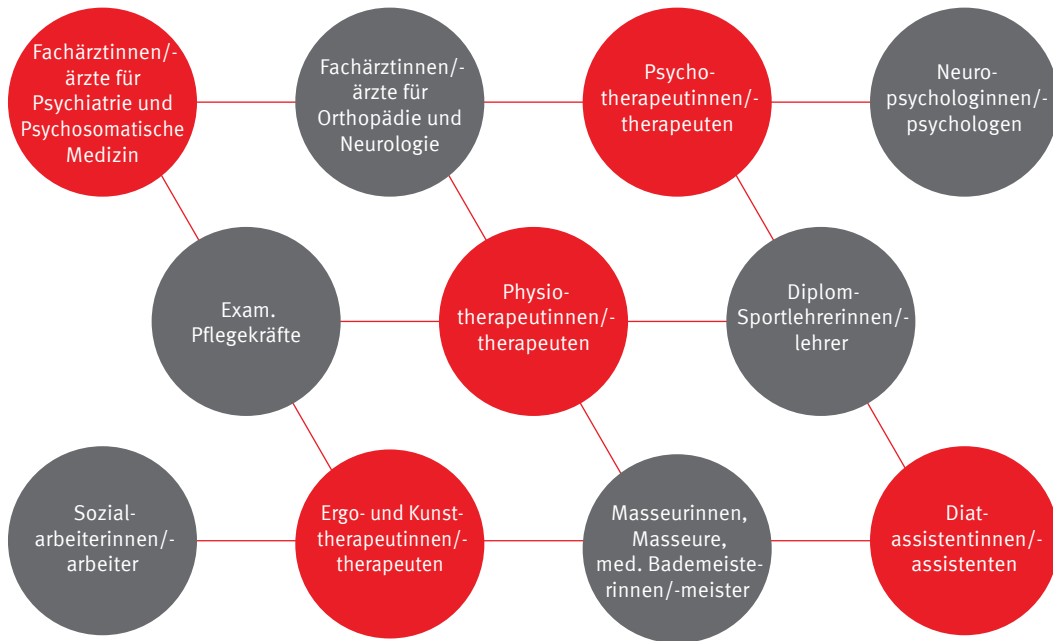 Fachärztinnen/-
ärzte für
Psychiatrie und
Psychosomatische
Medizin
Fachärztinnen/-
ärzte für
Orthopädie und
Neurologie
Psycho-
therapeutinnen/-
therapeuten
Neuro-
psychologinnen/-
psychologen
Exam.
Pflegekräfte
Physio-
therapeutinnen/-
therapeuten
Diplom-
Sportlehrerinnen/-
lehrer
Sozial-
arbeiterinnen/-
arbeiter
Ergo- und Kunst-
therapeutinnen/-
therapeuten
Masseurinnen,
Masseure,
med. Bademeiste-
rinnen/-meister
Diat-
assistentinnen/-
assistenten